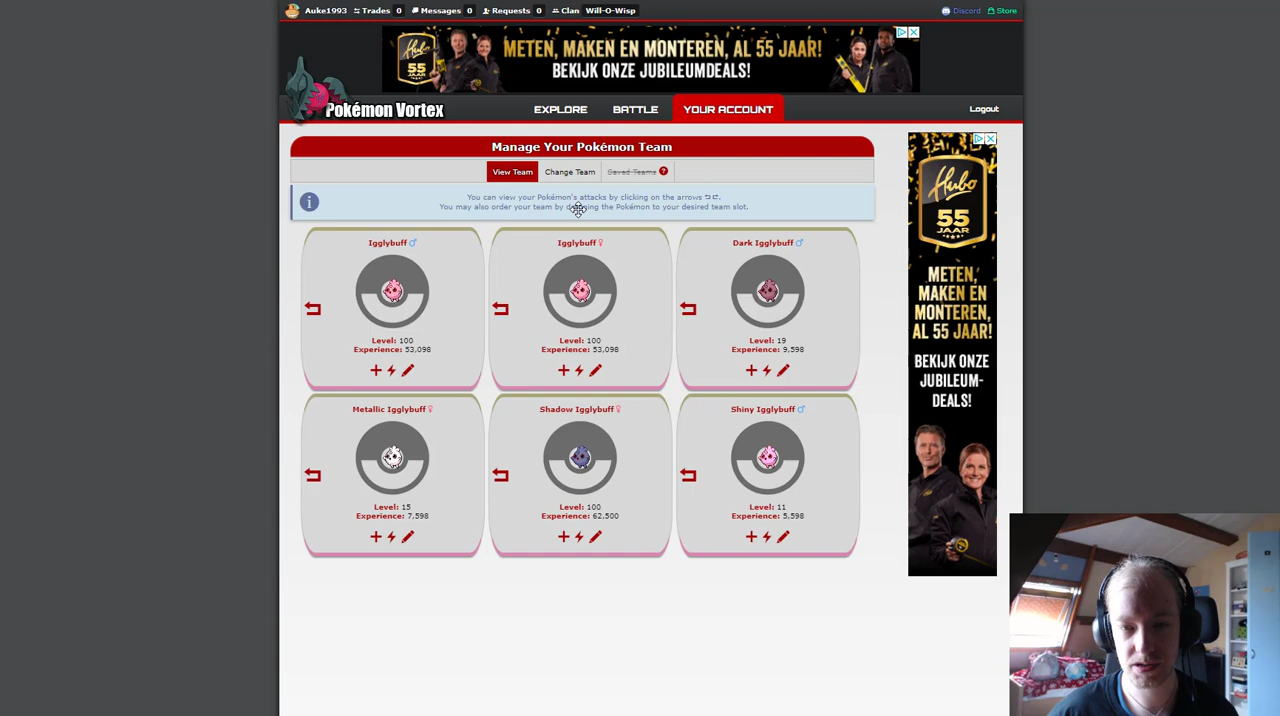 Auke1993 Trades 0 Messages 0 Requests 0 Clan Will-O-Wisp Discord Store
Hubo 55 JAAR
METEN, MAKEN EN MONTEREN, AL 55 JAAR!
BEKIJK ONZE JUBILEUMDEALS!
Pokémon Vortex
EXPLORE BATTLE YOUR ACCOUNT Logout
Manage Your Pokémon Team
View Team Change Team Saved Teams ?
You can view your Pokémon's attacks by clicking on the arrows
You may also order your team by dragging the Pokémon to your desired team slot.
Igglybuff ♂
Level: 100
Experience: 53,098
Igglybuff ♀
Level: 100
Experience: 53,098
Dark Igglybuff ♂
Level: 19
Experience: 9,598
Metallic Igglybuff ♀
Level: 15
Experience: 7,598
Shadow Igglybuff ♀
Level: 100
Experience: 62,500
Shiny Igglybuff ♂
Level: 11
Experience: 5,598
Hubo
55
JAAR
METEN,
MAKEN EN
MONTEREN,
AL 55 JAAR!
BEKIJK ONZE
JUBILEUM-
DEALS!